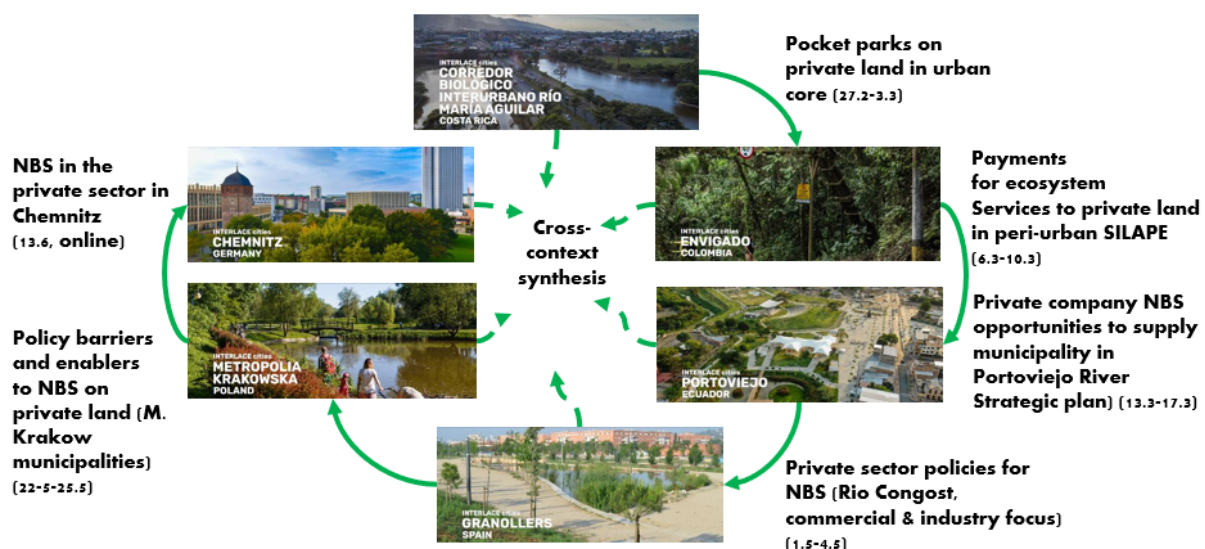 INTERLACE cities
CORREDOR
BIOLÓGICO
INTERURBANO RÍO
MARÍA AGUILAR
COSTA RICA
Pocket parks on
private land in urban
core (27.2-3.3)
NBS in the
private sector in
Chemnitz
(13.6, online)
INTERLACE cities
CHEMNITZ
GERMANY
Cross-
context
synthesis
INTERLACE cities
ENVIGADO
COLOMBIA
Payments
for ecosystem
Services to private land
in peri-urban SILAPE
(6.3-10.3)
Policy barriers
and enablers
to NBS on
private land (M.
Krakow
municipalities)
(22-5-25.5)
INTERLACE cities
METROPOLIA
KRAKOWSKA
POLAND
INTERLACE cities
PORTOVIEJO
ECUADOR
Private company NBS
opportunities to supply
municipality in
Portoviejo River
Strategic plan) (13.3-17.3)
INTERLACE cities
GRANOLLERS
SPAIN
Private sector policies for
NBS (Rio Congost,
commercial & industry focus)
(1.5-4.5)